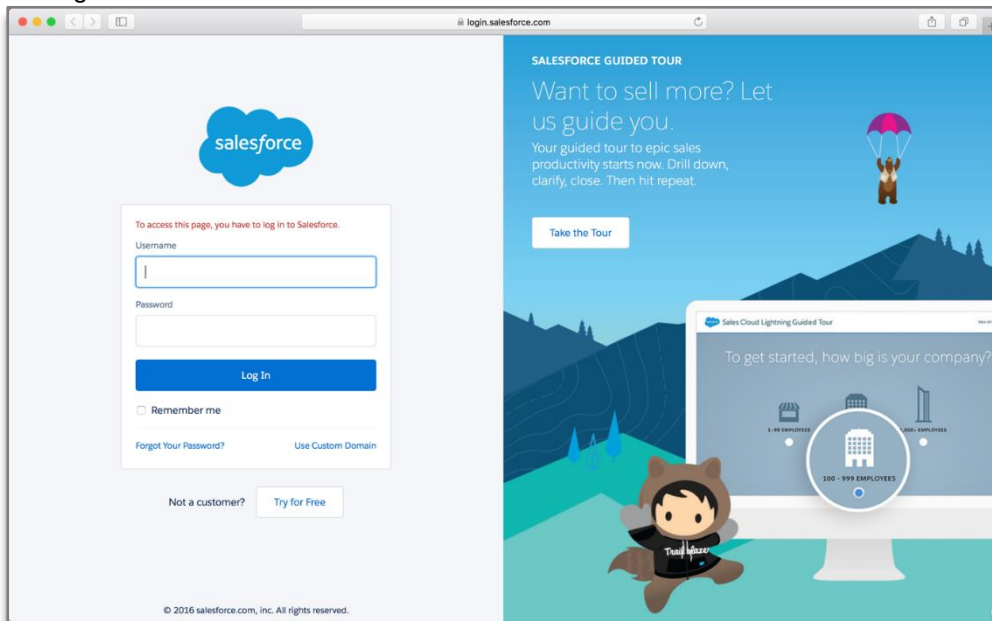 login.salesforce.com
salesforce
To access this page, you have to log in to Salesforce.
Username
Password
Log In
Remember me
Forgot Your Password?
Use Custom Domain
Not a customer?
Try for Free
© 2016 salesforce.com, inc. All rights reserved.
SALESFORCE GUIDED TOUR
Want to sell more? Let
us guide you.
Your guided tour to epic sales
productivity starts now. Drill down,
clarify, close. Then hit repeat.
Take the Tour
Sales Cloud Lightning Guided Tour
To get started, how big is your company?
1-99 EMPLOYEES
100 - 999 EMPLOYEES
EMPLOYEES